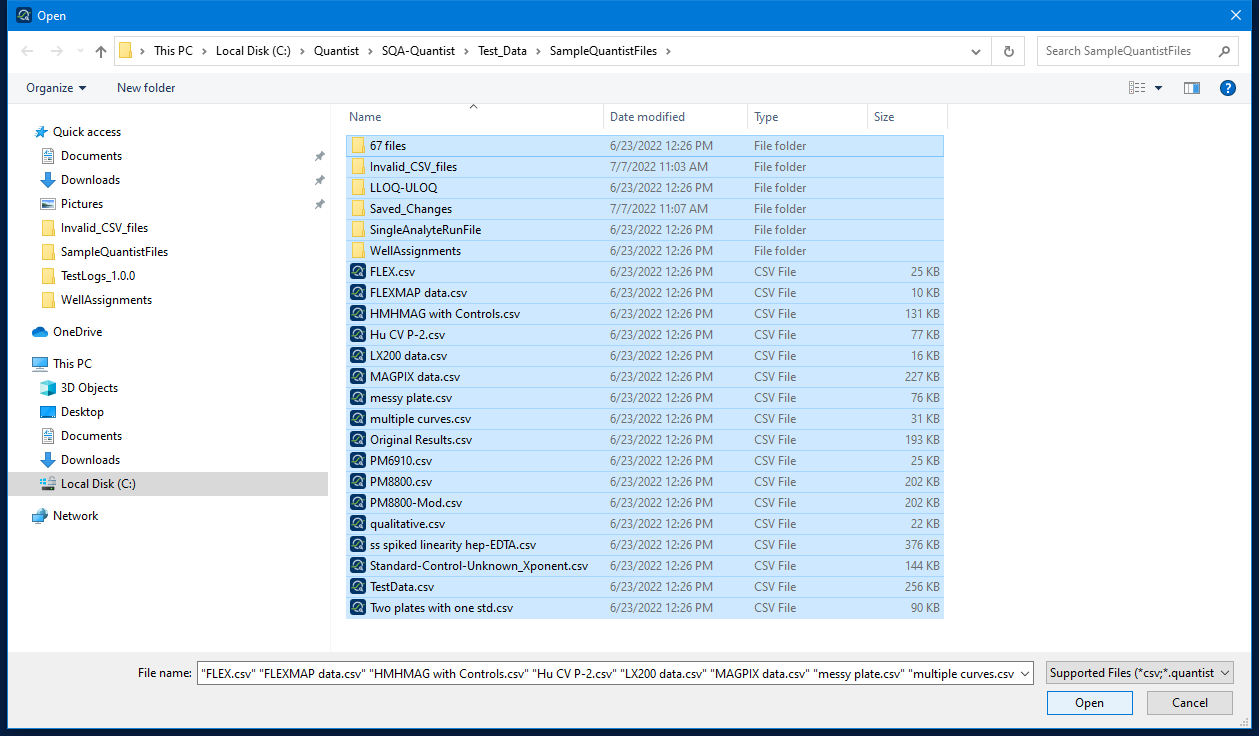 Open
This PC > Local Disk (C:) > Quantist > SQA-Quantist > Test_Data > SampleQuantistFiles >
Search SampleQuantistFiles
Organize
New folder
?
Quick access
Documents
Downloads
Pictures
Invalid_CSV_files
SampleQuantistFiles
TestLogs_1.0.0
WellAssignments
OneDrive
This PC
3D Objects
Desktop
Documents
Downloads
Local Disk (C:)
Network
Name Date modified Type Size
67 files 6/23/2022 12:26 PM File folder
Invalid_CSV_files 7/7/2022 11:03 AM File folder
LLOQ-ULOQ 6/23/2022 12:26 PM File folder
Saved_Changes 7/7/2022 11:07 AM File folder
SingleAnalyteRunFile 6/23/2022 12:26 PM File folder
WellAssignments 6/23/2022 12:26 PM File folder
FLEX.csv 6/23/2022 12:26 PM CSV File 25 KB
FLEXMAP data.csv 6/23/2022 12:26 PM CSV File 10 KB
HMHMAG with Controls.csv 6/23/2022 12:26 PM CSV File 131 KB
Hu CV P-2.csv 6/23/2022 12:26 PM CSV File 77 KB
LX200 data.csv 6/23/2022 12:26 PM CSV File 16 KB
MAGPIX data.csv 6/23/2022 12:26 PM CSV File 227 KB
messy plate.csv 6/23/2022 12:26 PM CSV File 76 KB
multiple curves.csv 6/23/2022 12:26 PM CSV File 31 KB
Original Results.csv 6/23/2022 12:26 PM CSV File 193 KB
PM6910.csv 6/23/2022 12:26 PM CSV File 25 KB
PM8800.csv 6/23/2022 12:26 PM CSV File 202 KB
PM8800-Mod.csv 6/23/2022 12:26 PM CSV File 202 KB
qualitative.csv 6/23/2022 12:26 PM CSV File 22 KB
ss spiked linearity hep-EDTA.csv 6/23/2022 12:26 PM CSV File 376 KB
Standard-Control-Unknown_Xponent.csv 6/23/2022 12:26 PM CSV File 144 KB
TestData.csv 6/23/2022 12:26 PM CSV File 256 KB
Two plates with one std.csv 6/23/2022 12:26 PM CSV File 90 KB
File name: "FLEX.csv" "FLEXMAP data.csv" "HMHMAG with Controls.csv" "Hu CV P-2.csv" "LX200 data.csv" "MAGPIX data.csv" "messy plate.csv" "multiple curves.csv
Supported Files (*csv;*.quantist
Open
Cancel